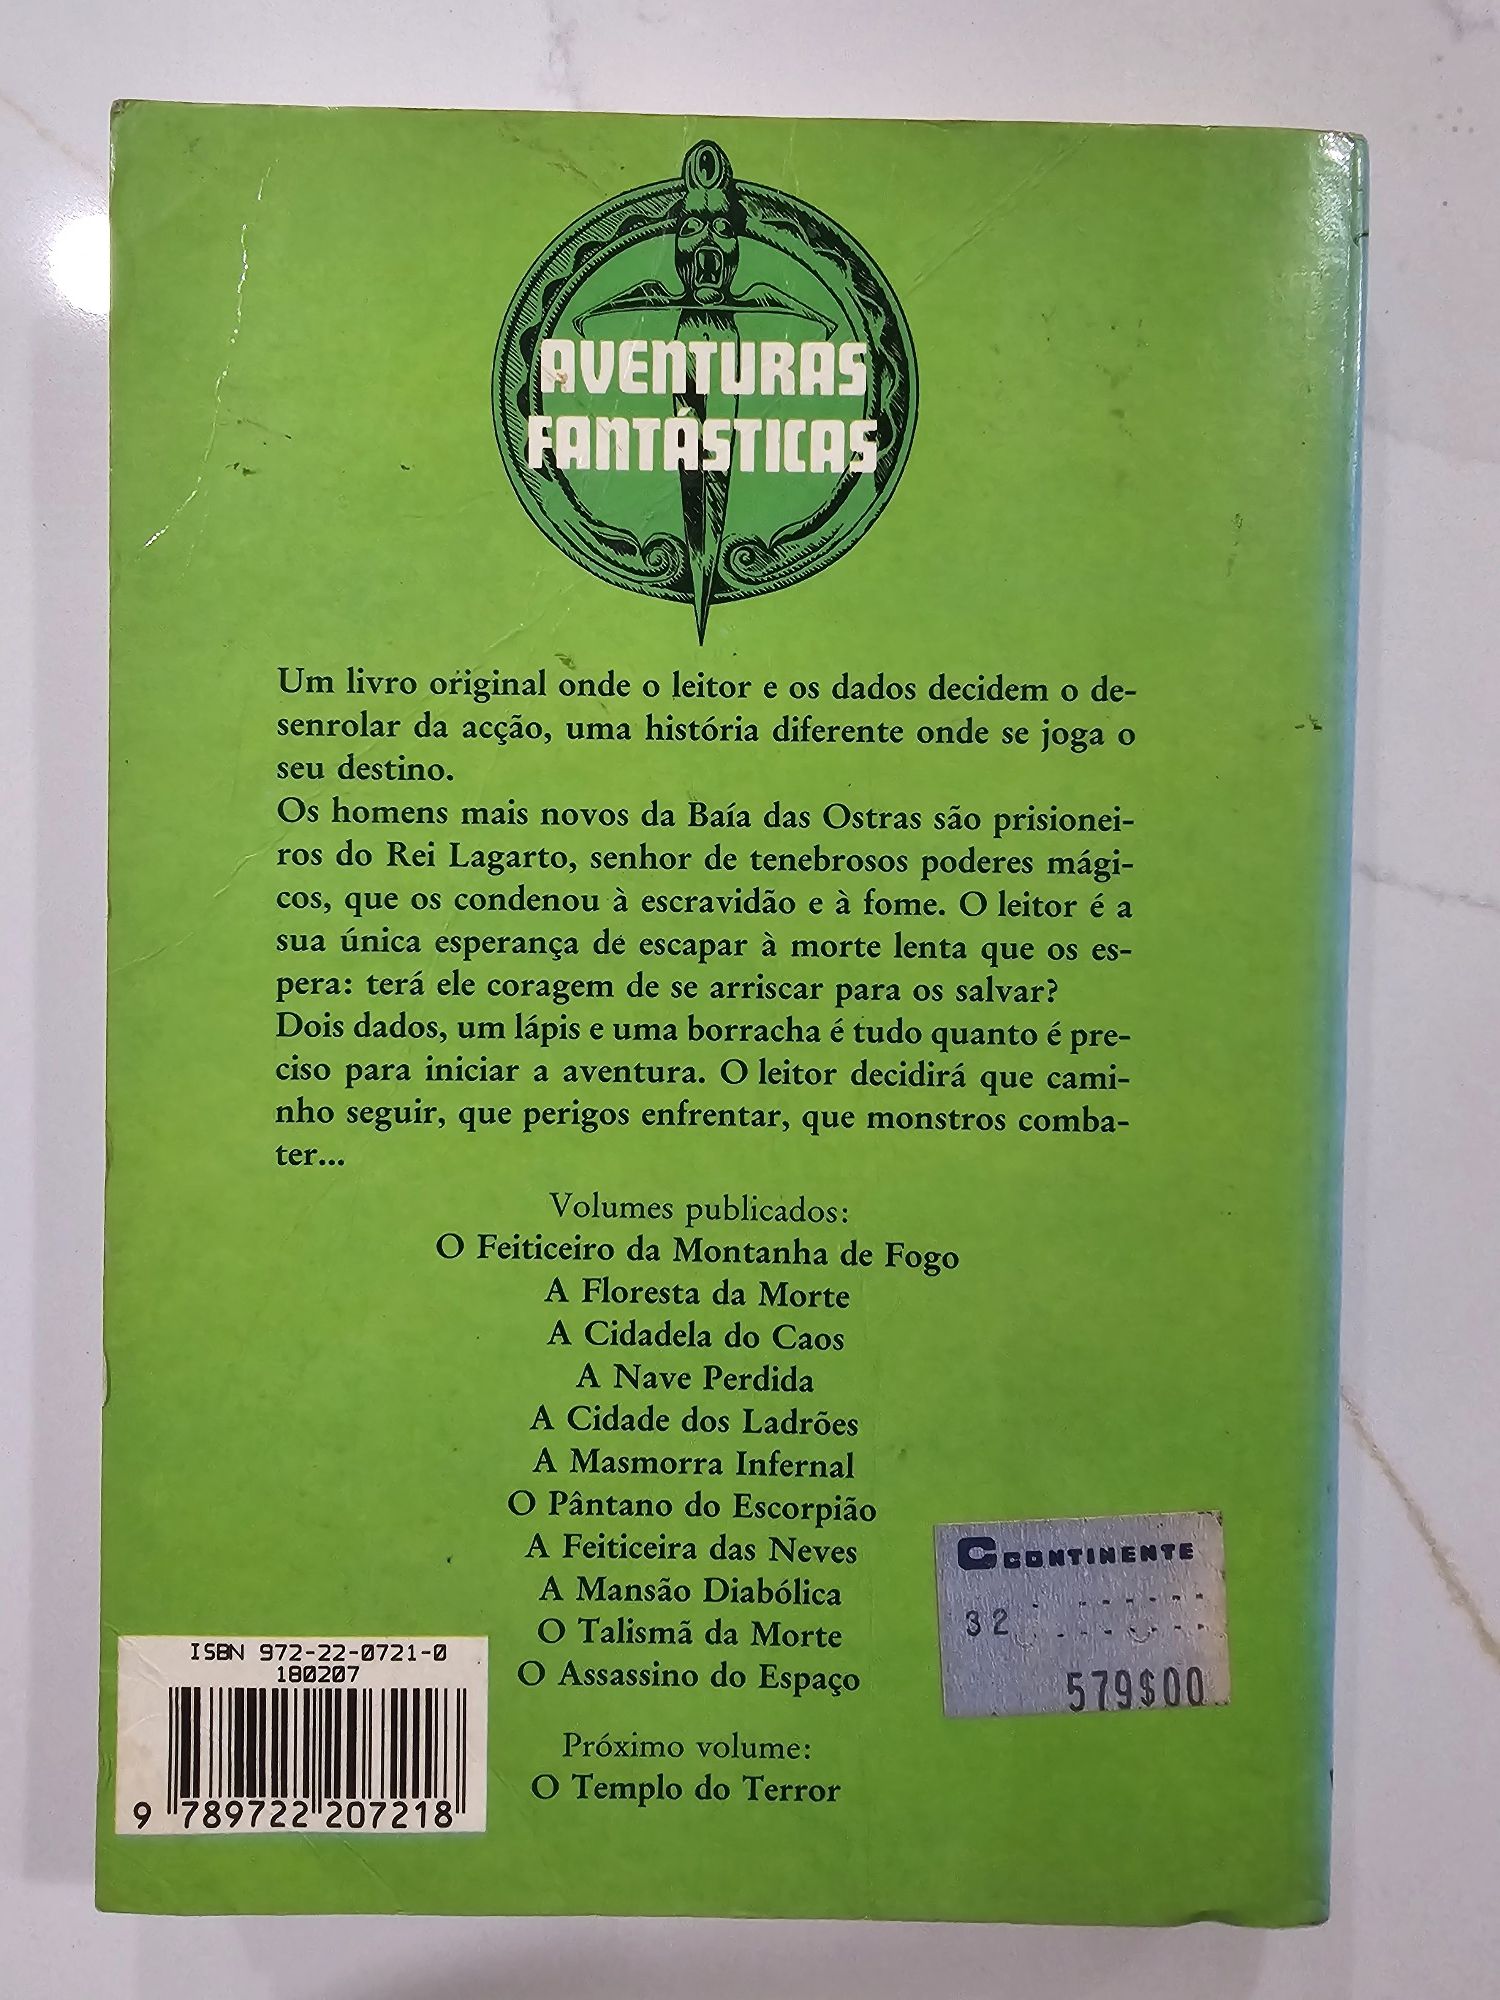 AVENTURAS
FANTÁSTICAS
Um livro original onde o leitor e os dados decidem o de-
senrolar da acção, uma história diferente onde se joga o
seu destino.
Os homens mais novos da Baía das Ostras são prisionei-
ros do Rei Lagarto, senhor de tenebrosos poderes mági-
cos, que os condenou à escravidão e à fome. O leitor é a
sua única esperança de escapar à morte lenta que os es-
pera: terá ele coragem de se arriscar para os salvar?
Dois dados, um lápis e uma borracha é tudo quanto é pre-
ciso para iniciar a aventura. O leitor decidirá que cami-
nho seguir, que perigos enfrentar, que monstros comba-
ter...
Volumes publicados:
O Feiticeiro da Montanha de Fogo
A Floresta da Morte
A Cidadela do Caos
A Nave Perdida
A Cidade dos Ladrões
A Masmorra Infernal
O Pântano do Escorpião
A Feiticeira das Neves
A Mansão Diabólica
O Talismã da Morte
O Assassino do Espaço
Próximo volume:
O Templo do Terror
ISBN 972-22-0721-0
180207
9 789722 207218
C CONTINENTE
32
579$00